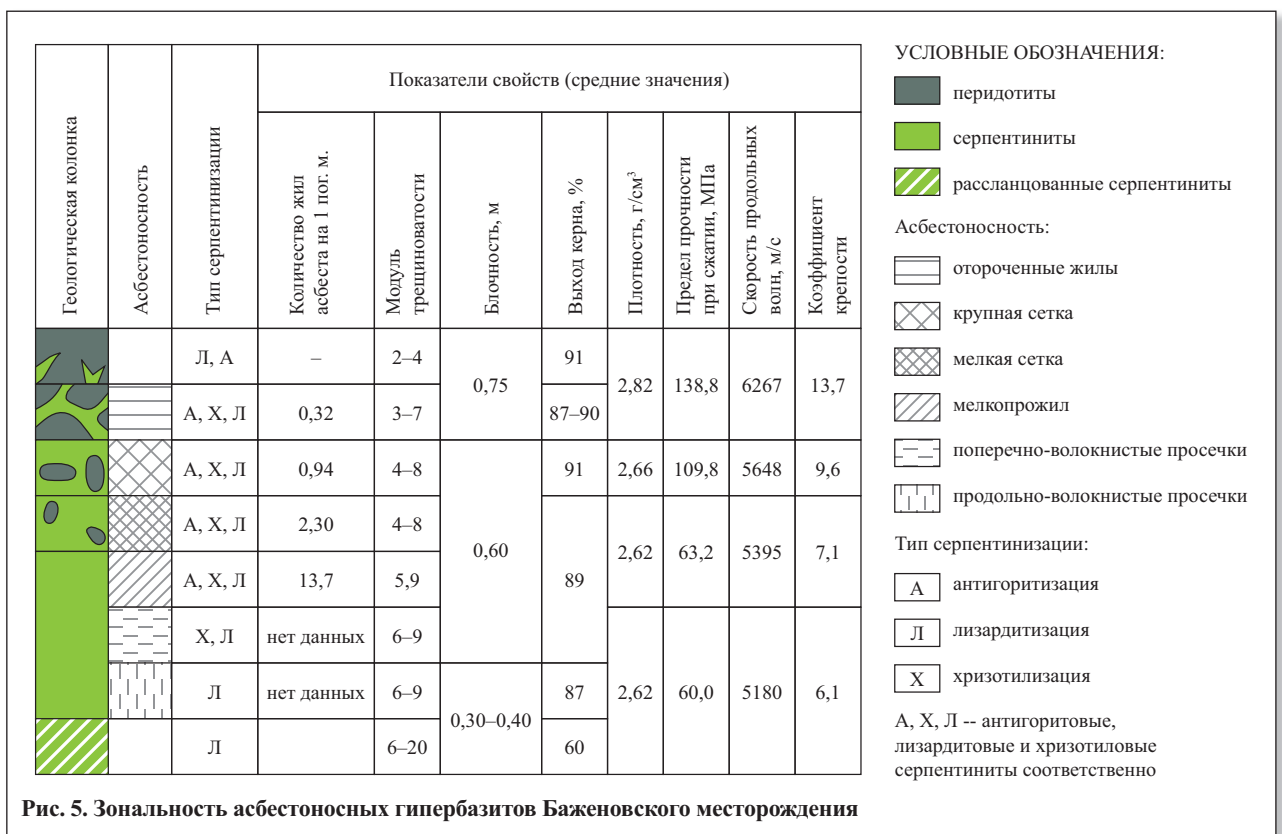 Геологическая колонка
Асбестоносность
Тип серпентинизации
Показатели свойств (средние значения)
Количество жил
асбеста на 1 пог. м.
Модуль
трещиноватости
Блочность, м
Выход керна, %
Плотность, г/см³
Предел прочности
при сжатии, МПа
Скорость продольных
волн, м/с
Коэффициент
крепости
Л, А – 2–4 0,75 91 2,82 138,8 6267 13,7
А, Х, Л 0,32 3–7 87–90
А, Х, Л 0,94 4–8 0,60 91 2,66 109,8 5648 9,6
А, Х, Л 2,30 4–8 89 2,62 63,2 5395 7,1
А, Х, Л 13,7 5,9
Х, Л нет данных 6–9 2,62 60,0 5180 6,1
Л нет данных 6–9 0,30–0,40 87
Л 6–20 60
УСЛОВНЫЕ ОБОЗНАЧЕНИЯ:
перидотиты
серпентиниты
рассланцованные серпентиниты
Асбестоносность:
отороченные жилы
крупная сетка
мелкая сетка
мелкопрожил
поперечно-волокнистые просечки
продольно-волокнистые просечки
Тип серпентинизации:
А антигоритизация
Л лизардитизация
Х хризотилизация
А, Х, Л -- антигоритовые,
лизардитовые и хризотиловые
серпентиниты соответственно
Рис. 5. Зональность асбестоносных гипербазитов Баженовского месторождения